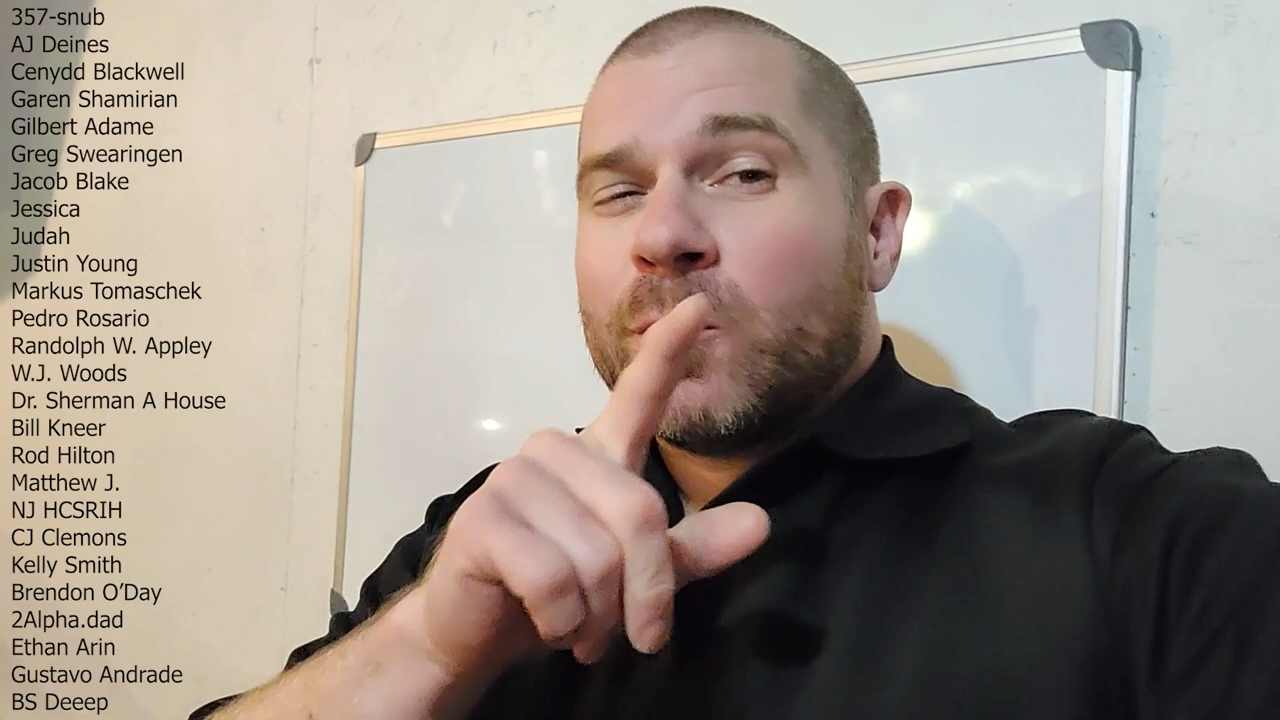 357-snub
AJ Deines
Cenydd Blackwell
Garen Shamirian
Gilbert Adame
Greg Swearingen
Jacob Blake
Jessica
Judah
Justin Young
Markus Tomaschek
Pedro Rosario
Randolph W. Appley
W.J. Woods
Dr. Sherman A House
Bill Kneer
Rod Hilton
Matthew J.
NJ HCSRIH
CJ Clemons
Kelly Smith
Brendon O’Day
2Alpha.dad
Ethan Arin
Gustavo Andrade
BS Deeep